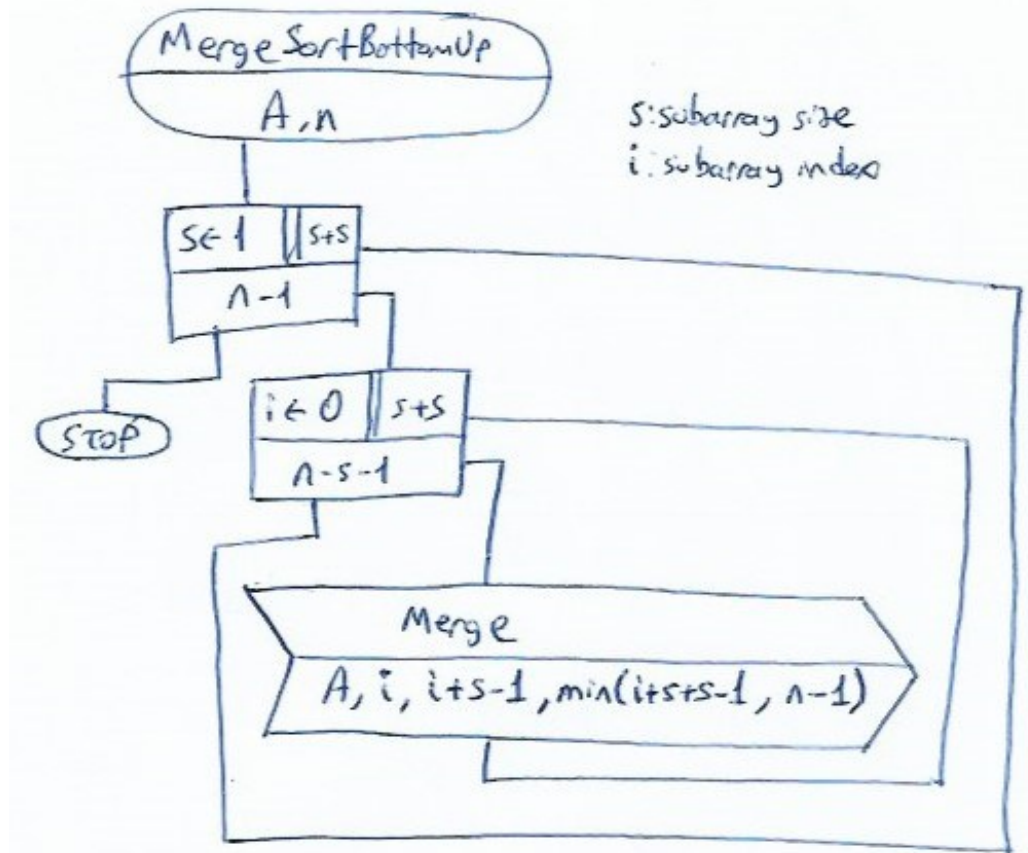 MergeSortBottomUp
A, n
s: subarray size
i: subarray index
s ← 1 s+s
n-1
STOP
i ← 0 s+s
n-s-1
Merge
A, i, i+s-1, min(i+s+s-1, n-1)